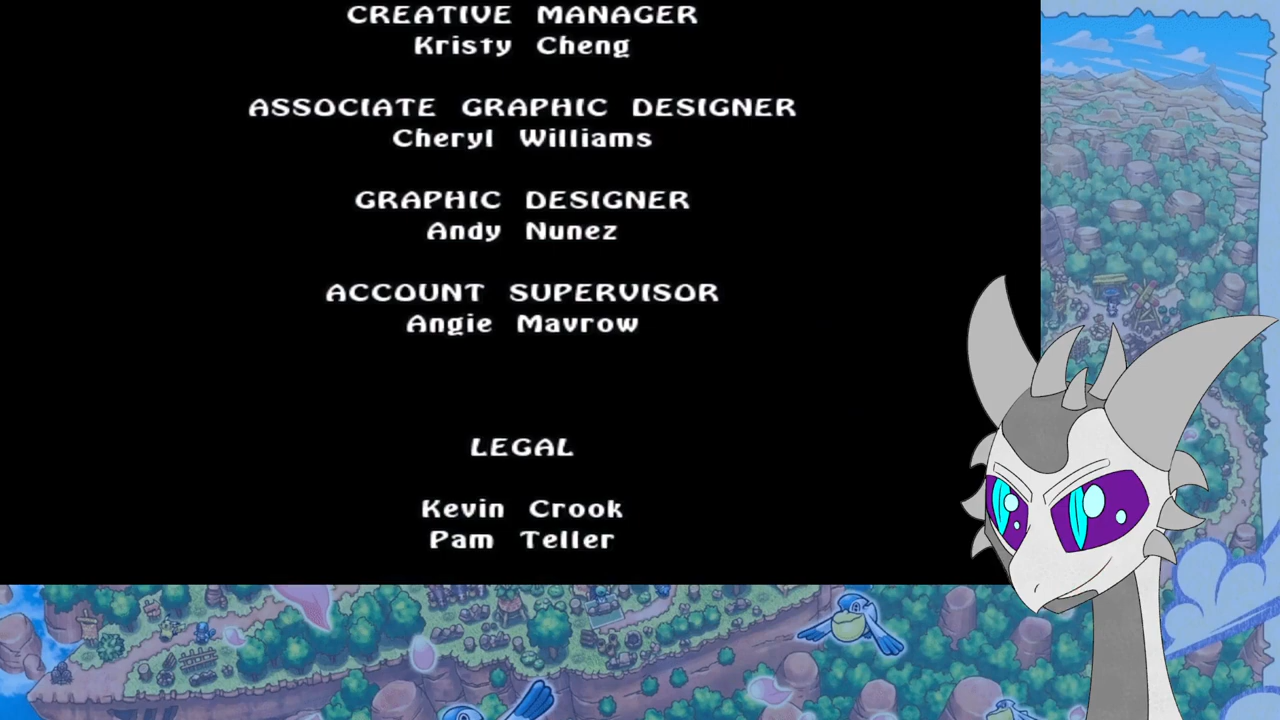 CREATIVE MANAGER
Kristy Cheng
ASSOCIATE GRAPHIC DESIGNER
Cheryl Williams
GRAPHIC DESIGNER
Andy Nunez
ACCOUNT SUPERVISOR
Angie Mavrow
LEGAL
Kevin Crook
Pam Teller